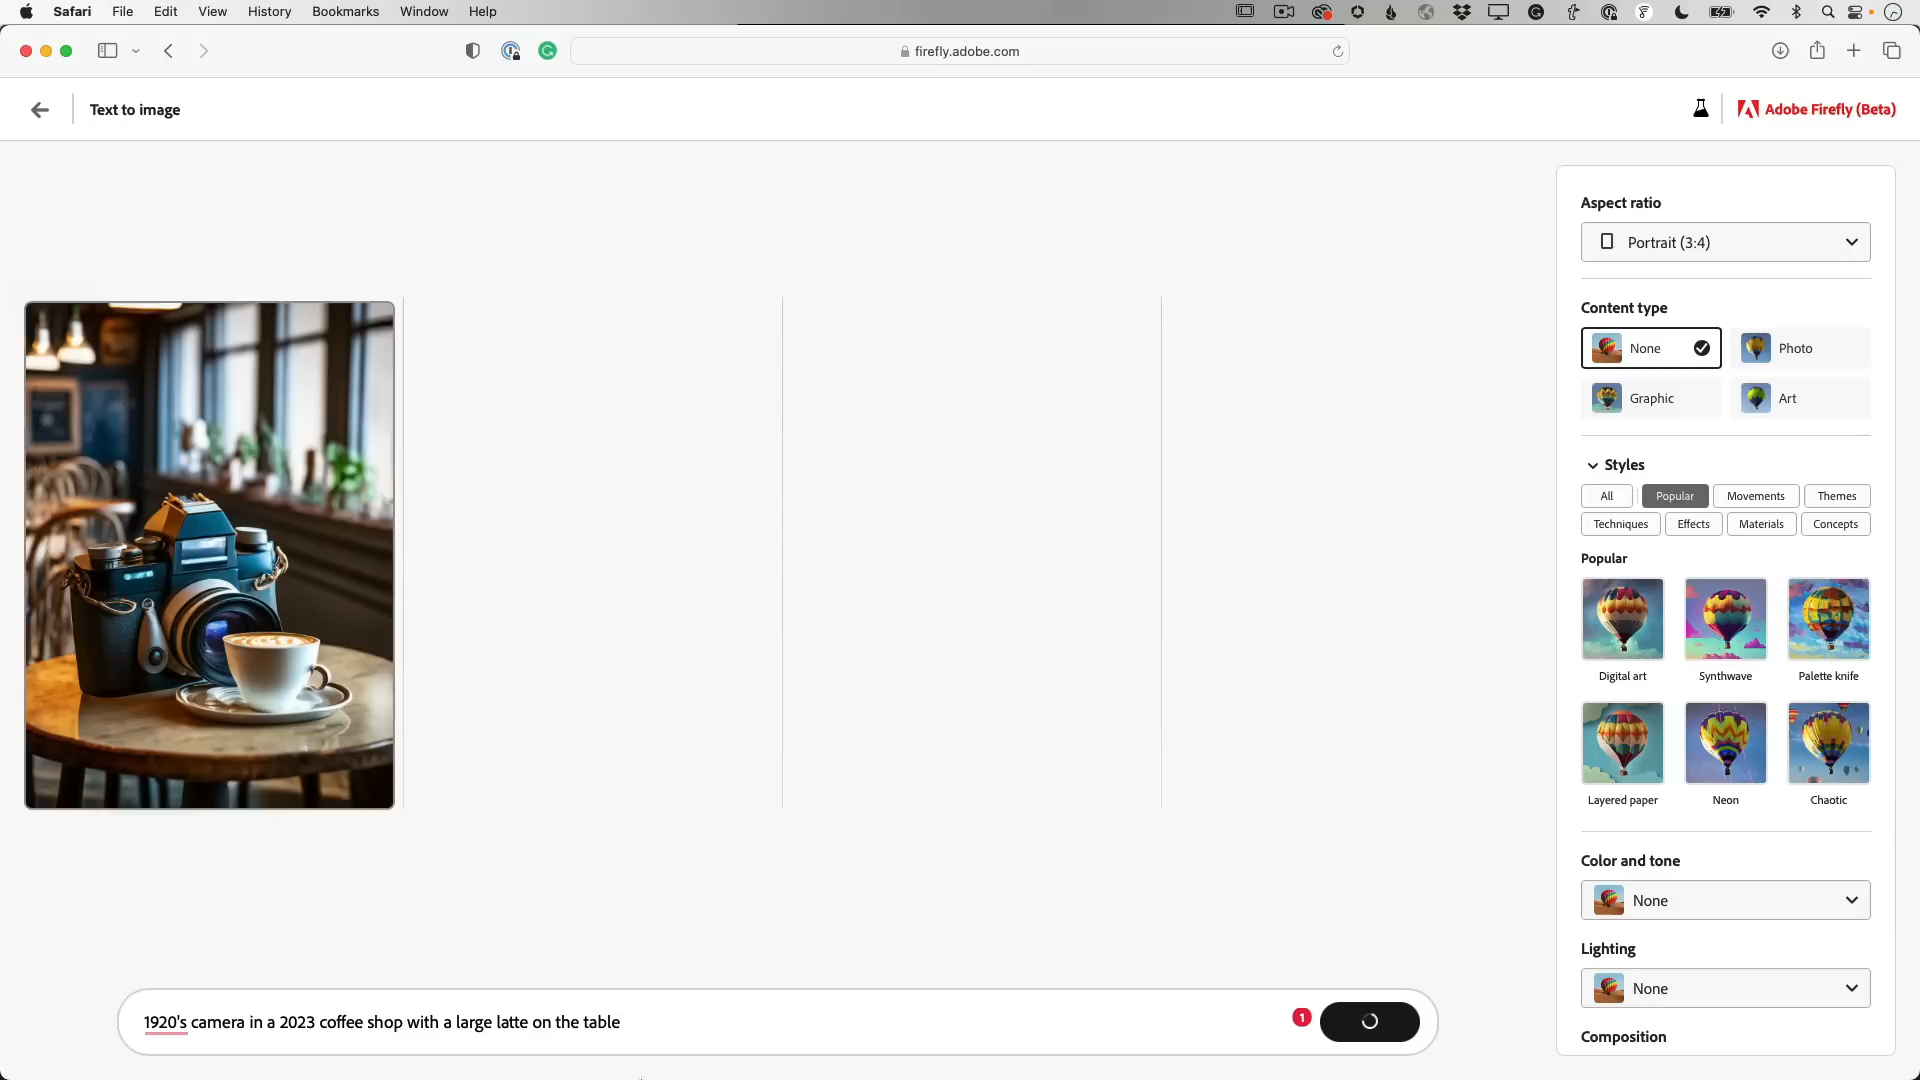 Safari File Edit View History Bookmarks Window Help
firefly.adobe.com
Text to image
Adobe Firefly (Beta)
Aspect ratio
Portrait (3:4)
Content type
None
Photo
Graphic
Art
Styles
All Popular Movements Themes
Techniques Effects Materials Concepts
Popular
Digital art Synthwave Palette knife
Layered paper Neon Chaotic
Color and tone
None
Lighting
None
Composition
1920's camera in a 2023 coffee shop with a large latte on the table
1